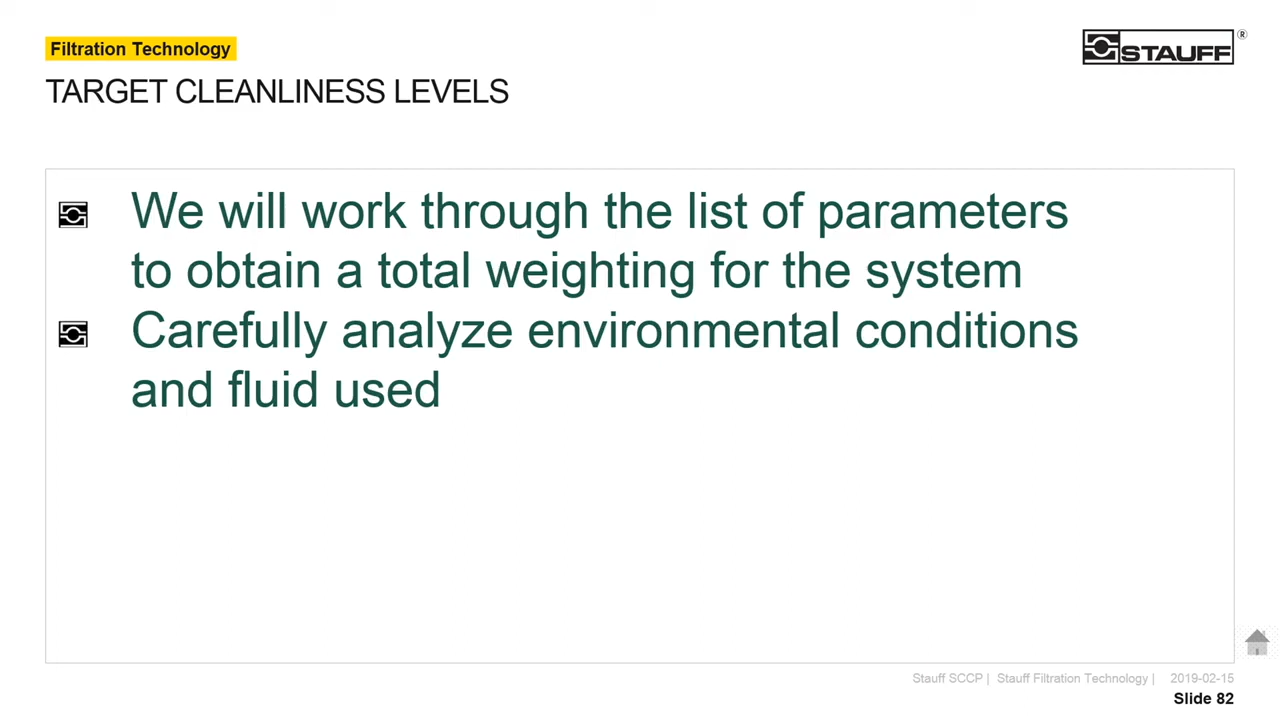 Filtration Technology
STAUFF®
TARGET CLEANLINESS LEVELS
We will work through the list of parameters
to obtain a total weighting for the system
Carefully analyze environmental conditions
and fluid used
Stauff SCCP | Stauff Filtration Technology | 2019-02-15
Slide 82